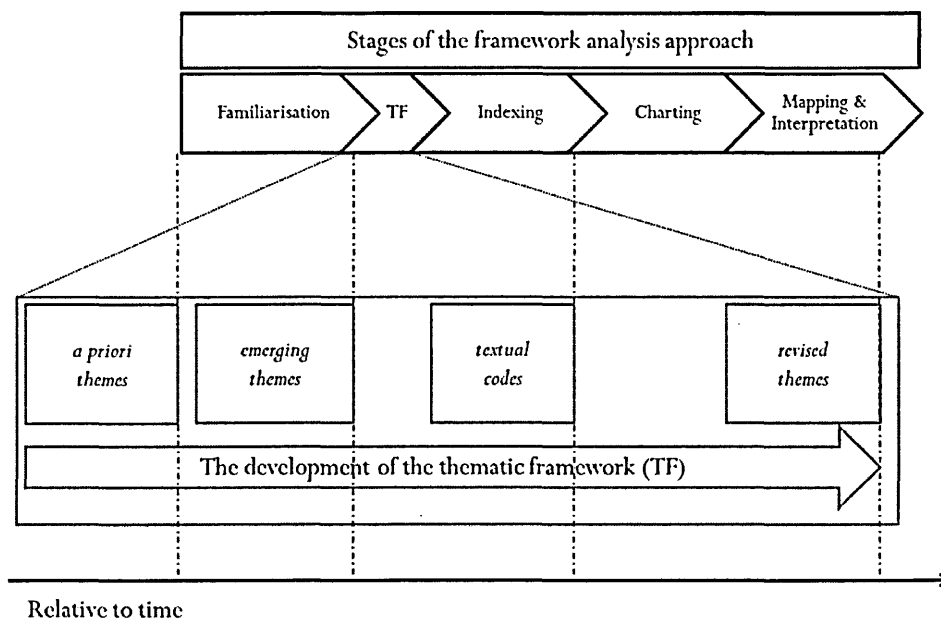 Stages of the framework analysis approach
Familiarisation
TF
Indexing
Charting
Mapping &
Interpretation
a priori
themes
emerging
themes
textual
codes
revised
themes
The development of the thematic framework (TF)
Relative to time